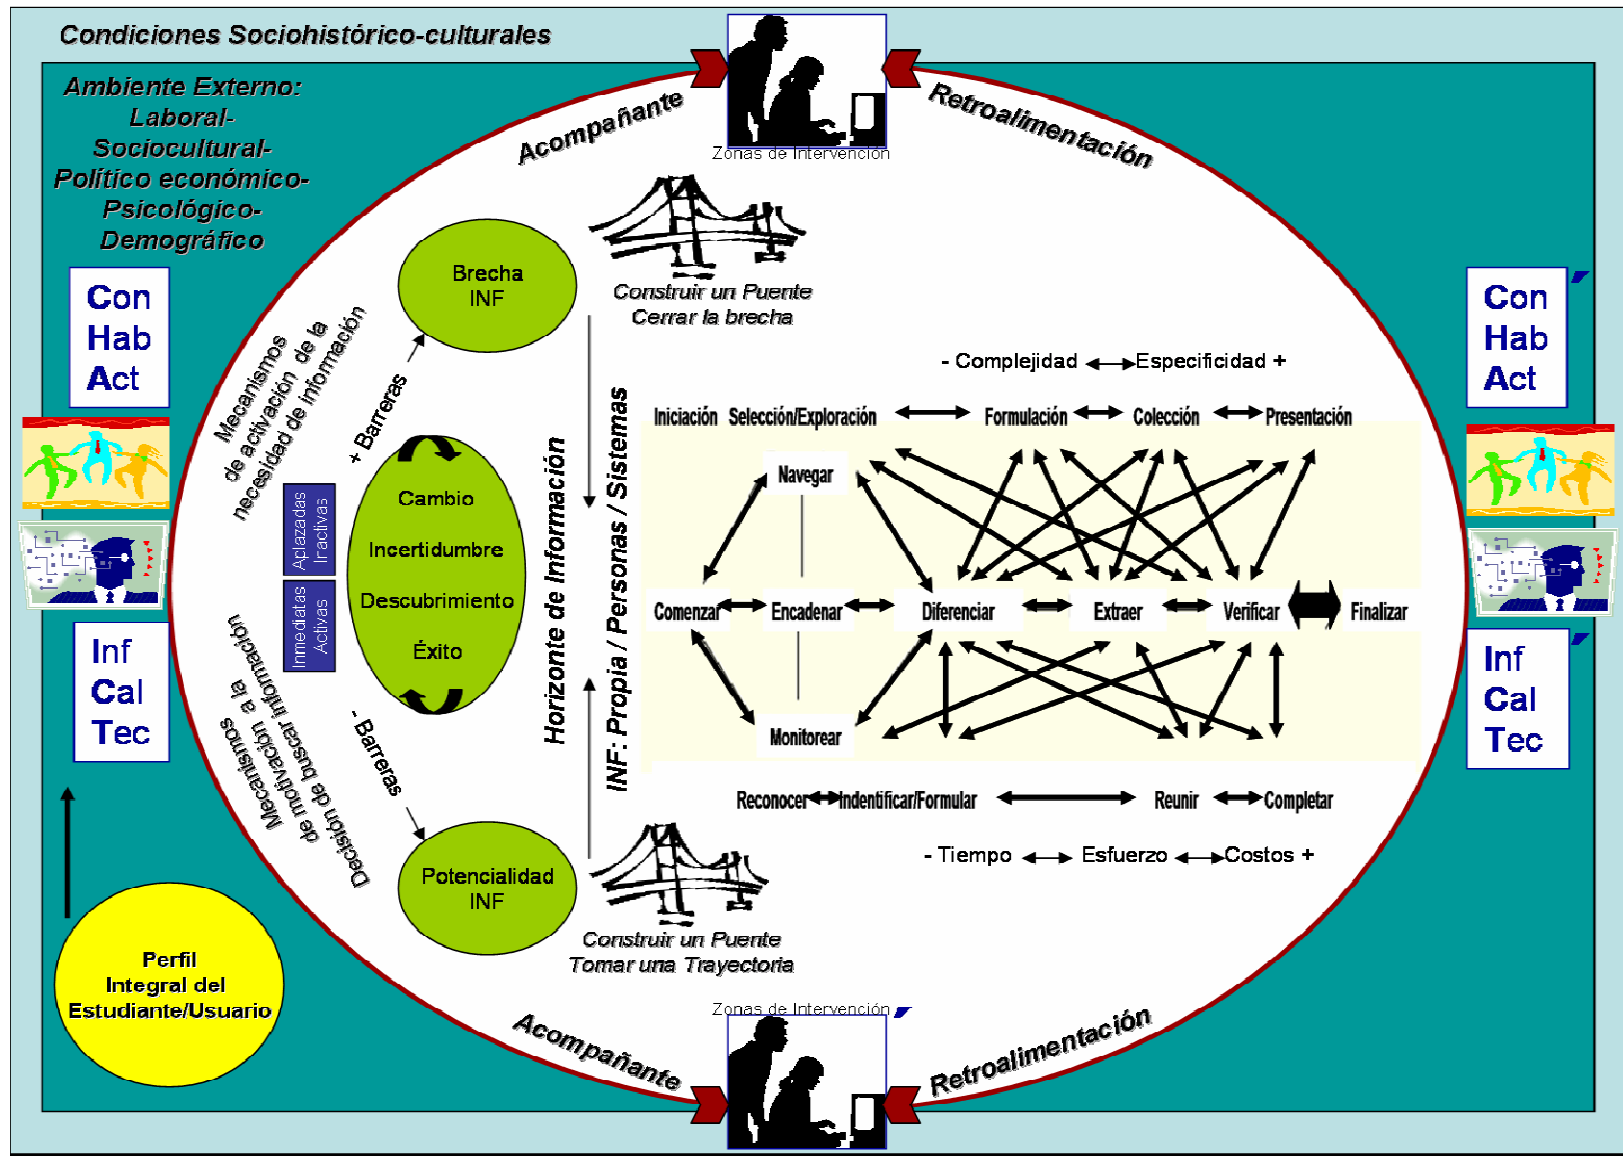 Condiciones Sociohistórico-culturales
Ambiente Externo:
Laboral-
Sociocultural-
Político económico-
Psicológico-
Demográfico
Con
Hab
Act
Inf
Cal
Tec
Perfil
Integral del
Estudiante/Usuario
Acompañante
Zonas de Intervención
Retroalimentación
Mecanismos
de activación de la
necesidad de información
+ Barreras
Brecha
INF
Construir un Puente
Cerrar la brecha
Aplazadas
Inactivas
Inmediatas
Activas
Cambio
Incertidumbre
Descubrimiento
Éxito
Mecanismos
de motivación a la
Decisión de buscar información
- Barreras
Potencialidad
INF
Construir un Puente
Tomar una Trayectoria
Horizonte de Información
INF: Propia / Personas / Sistemas
- Complejidad Especificidad +
Iniciación Selección/Exploración Formulación Colección Presentación
Navegar
Comenzar Encadenar Diferenciar Extraer Verificar Finalizar
Monitorear
Reconocer Indentificar/Formular Reunir Completar
- Tiempo Esfuerzo Costos +
Acompañante
Zonas de Intervención
Retroalimentación
Con
Hab
Act
Inf
Cal
Tec